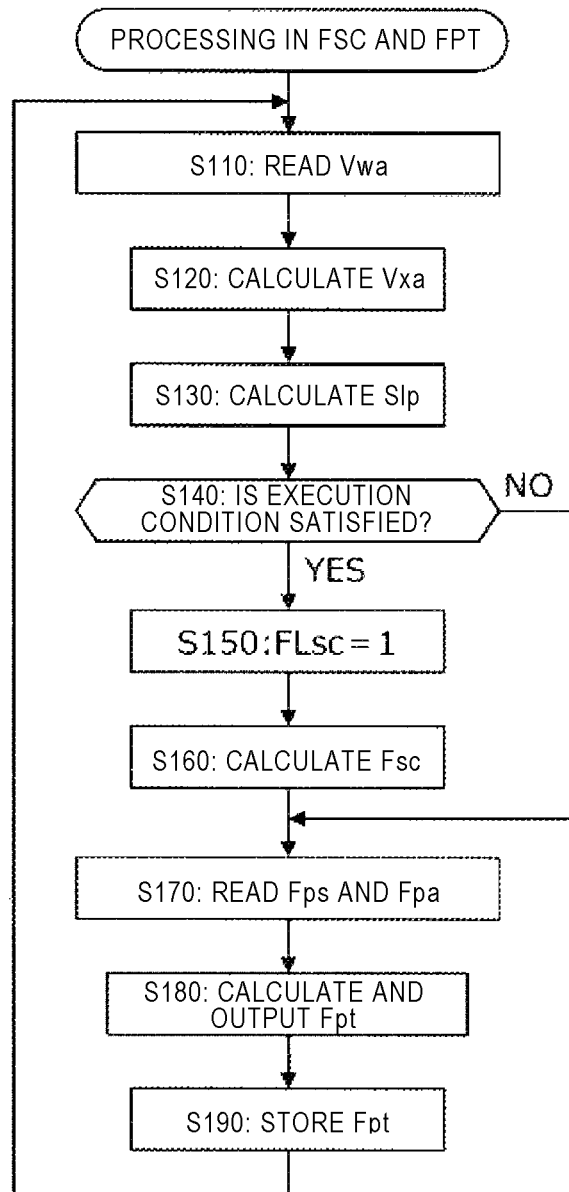 PROCESSING IN FSC AND FPT
S110: READ Vwa
S120: CALCULATE Vxa
S130: CALCULATE Slp
S140: IS EXECUTION
CONDITION SATISFIED?
NO
YES
S150:FLsc = 1
S160: CALCULATE Fsc
S170: READ Fps AND Fpa
S180: CALCULATE AND
OUTPUT Fpt
S190: STORE Fpt